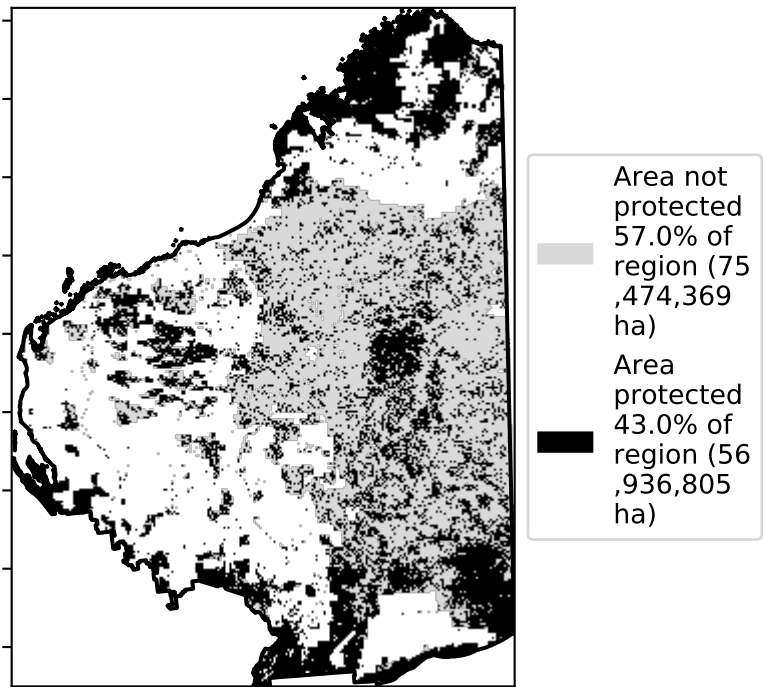 Area not
protected
57.0% of
region (75
,474,369
ha)
Area
protected
43.0% of
region (56
,936,805
ha)